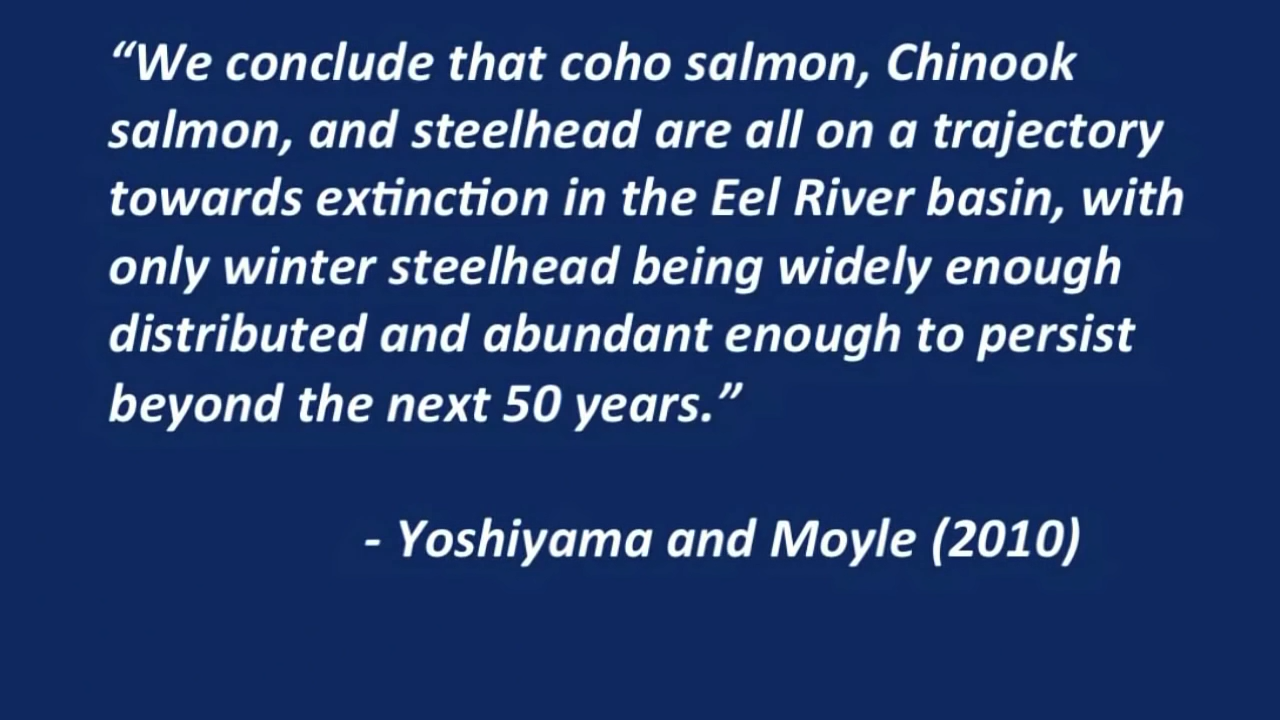 “We conclude that coho salmon, Chinook
salmon, and steelhead are all on a trajectory
towards extinction in the Eel River basin, with
only winter steelhead being widely enough
distributed and abundant enough to persist
beyond the next 50 years.”
- Yoshiyama and Moyle (2010)